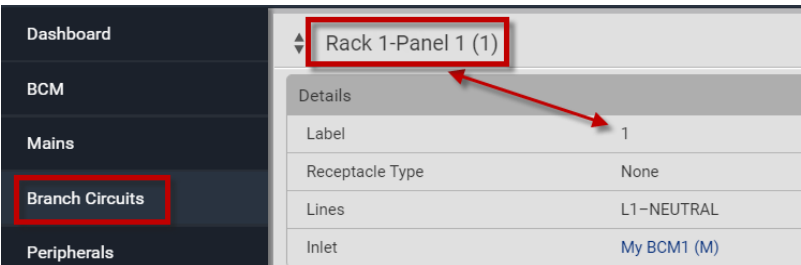 Dashboard
BCM
Mains
Branch Circuits
Peripherals
Rack 1-Panel 1 (1)
Details
Label 1
Receptacle Type None
Lines L1–NEUTRAL
Inlet My BCM1 (M)